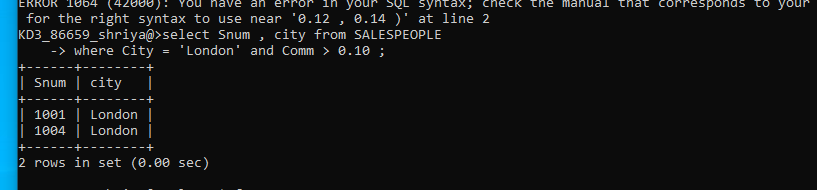 ERROR 1064 (42000): You have an error in your SQL syntax; check the manual that corresponds to your
for the right syntax to use near '0.12 , 0.14 )' at line 2
KD3_86659_shriya@>select Snum , city from SALESPEOPLE
-> where City = 'London' and Comm > 0.10 ;
+------+--------+
| Snum | city   |
+------+--------+
| 1001 | London |
| 1004 | London |
+------+--------+
2 rows in set (0.00 sec)